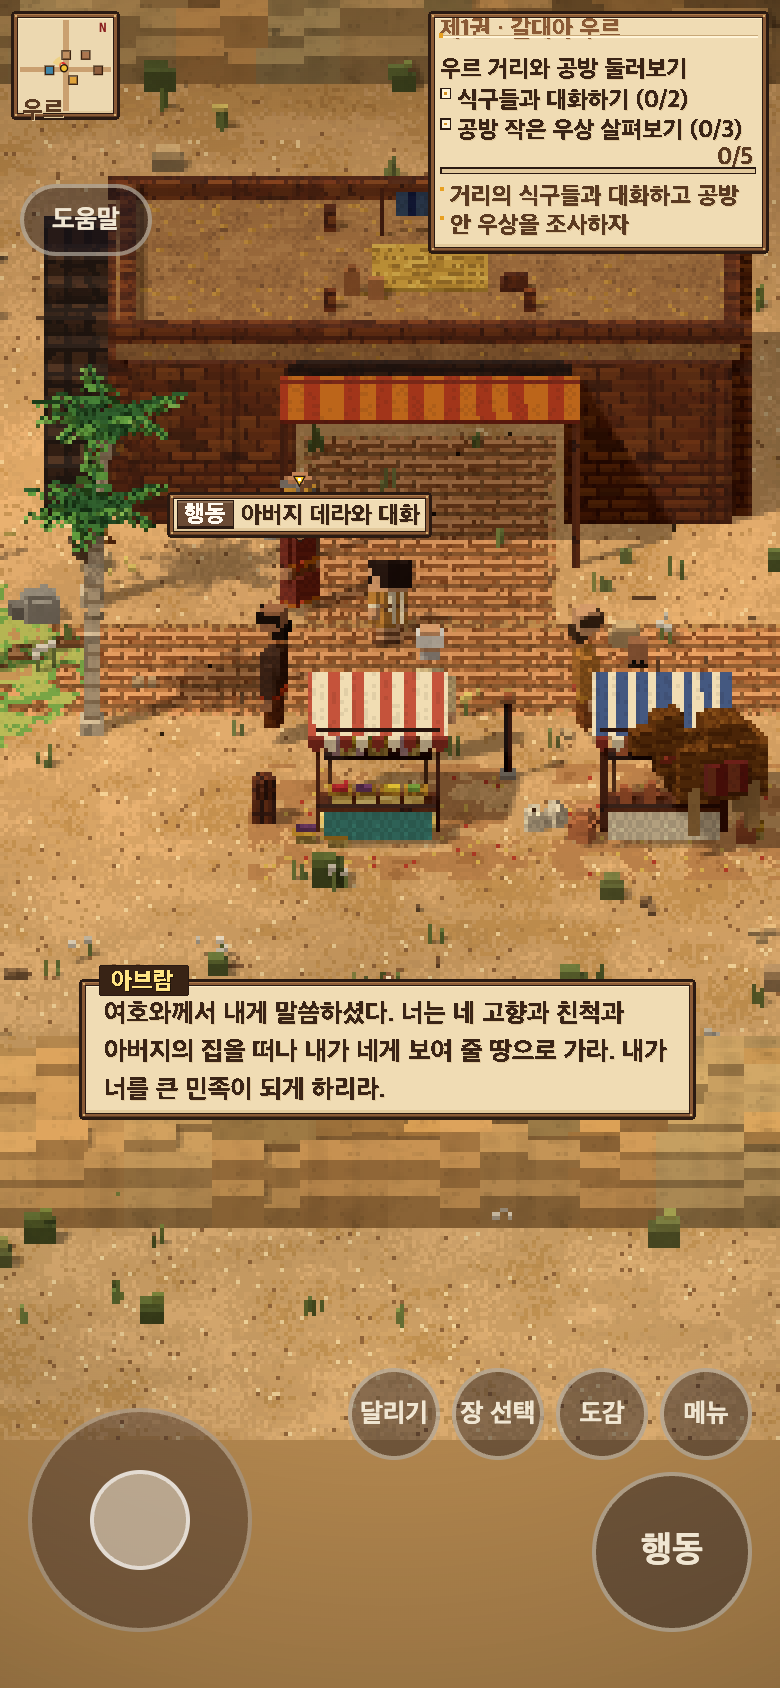 N
우르
제1권 · 갈대아 우르
우르 거리와 공방 둘러보기
식구들과 대화하기 (0/2)
공방 작은 우상 살펴보기 (0/3)
0/5
거리의 식구들과 대화하고 공방
안 우상을 조사하자
도움말
행동 아버지 데라와 대화
아브람
여호와께서 내게 말씀하셨다. 너는 네 고향과 친척과
아버지의 집을 떠나 내가 네게 보여 줄 땅으로 가라. 내가
너를 큰 민족이 되게 하리라.
달리기 장 선택 도감 메뉴
행동